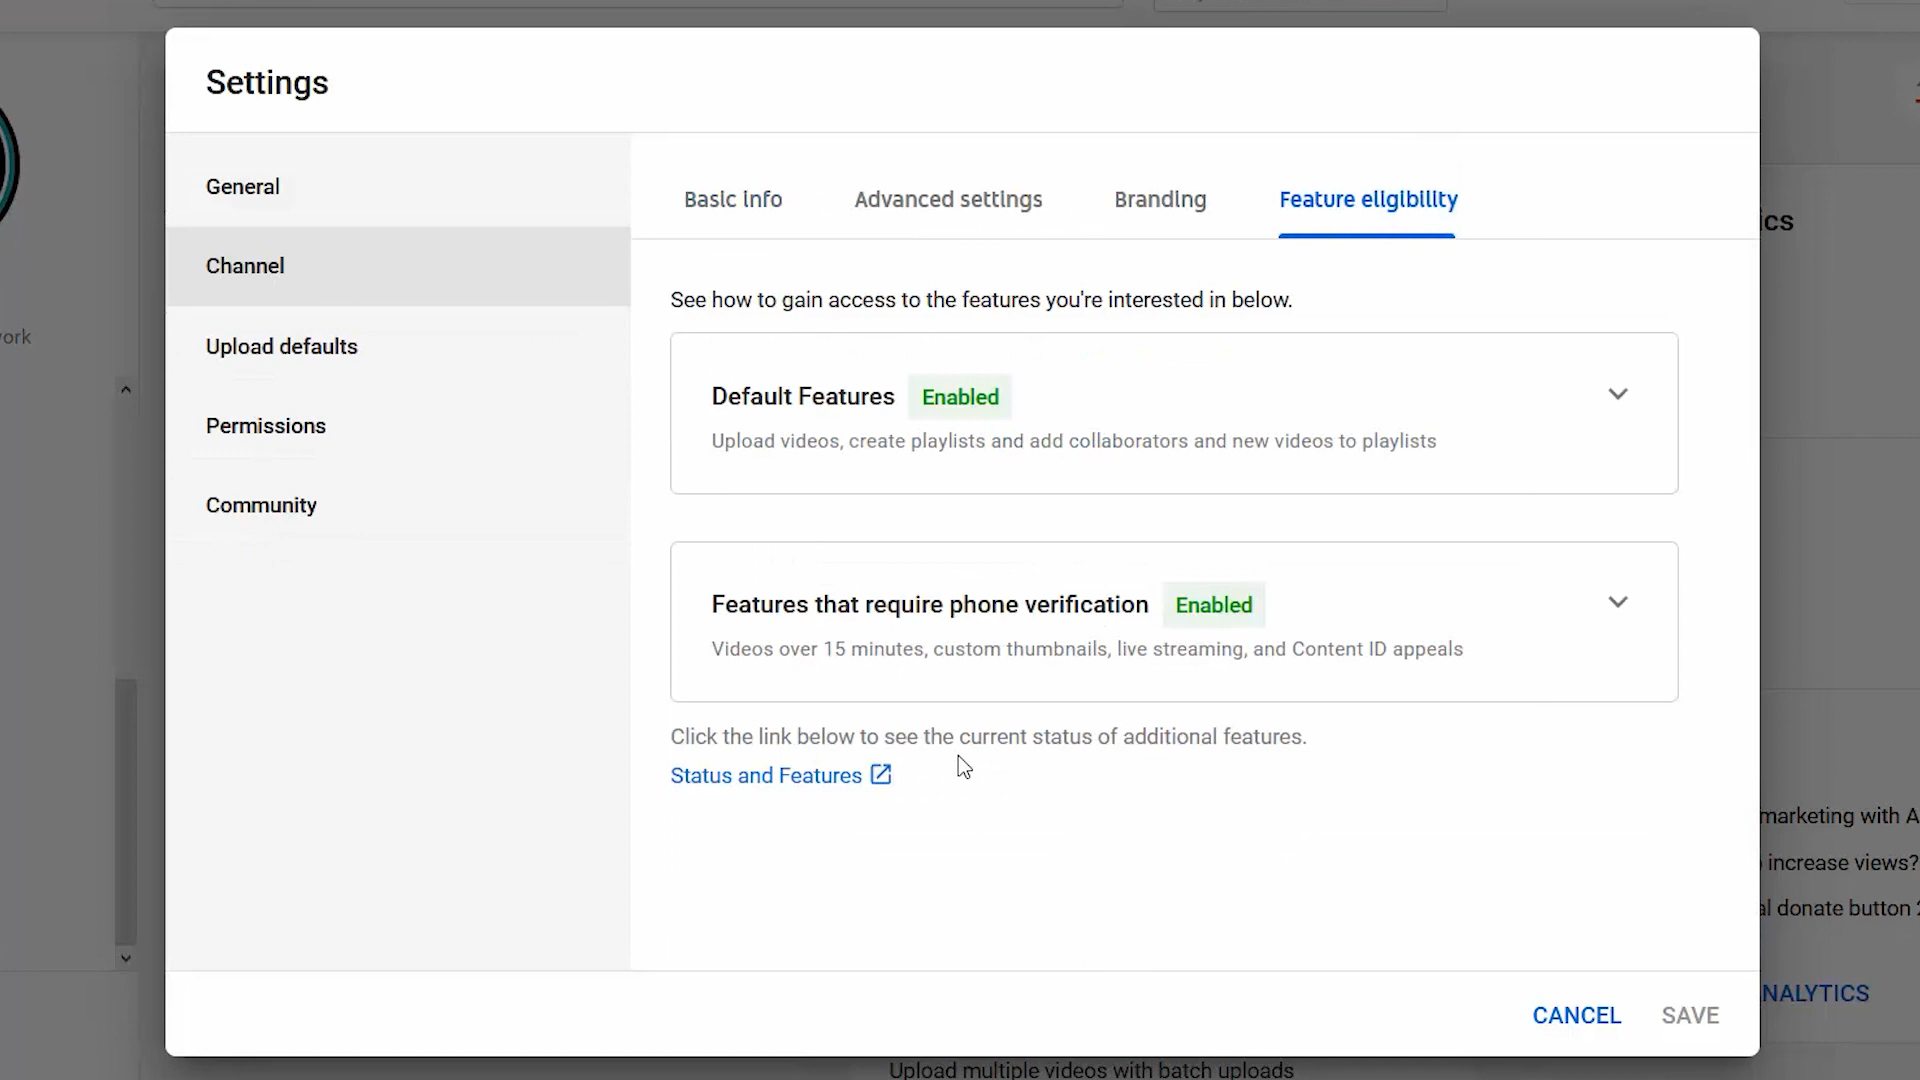 Settings
General
Channel
Upload defaults
Permissions
Community
Basic info
Advanced settings
Branding
Feature eligibility
See how to gain access to the features you're interested in below.
Default Features Enabled
Upload videos, create playlists and add collaborators and new videos to playlists
Features that require phone verification Enabled
Videos over 15 minutes, custom thumbnails, live streaming, and Content ID appeals
Click the link below to see the current status of additional features.
Status and Features
CANCEL
SAVE
ork
ics
marketing with A
increase views?
al donate button 2
NALYTICS
Upload multiple videos with batch uploads